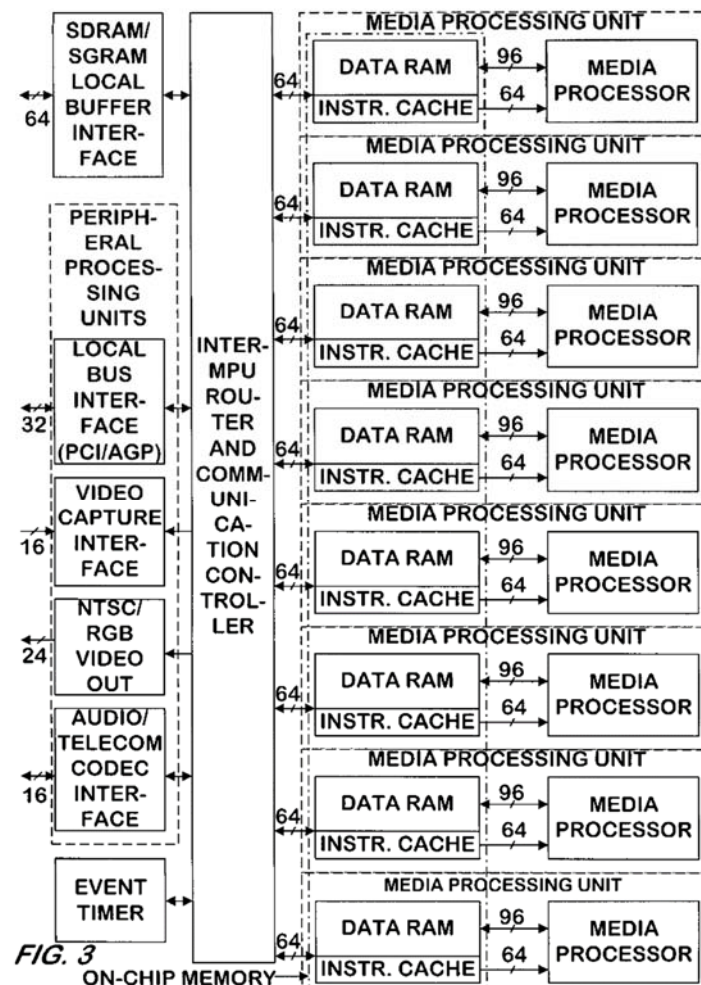 SDRAM/
SGRAM
LOCAL
BUFFER
INTER-
FACE
64
PERIPH-
ERAL
PROCES-
SING
UNITS
LOCAL
BUS
INTER-
FACE
(PCI/AGP)
32
VIDEO
CAPTURE
INTER-
FACE
16
NTSC/
RGB
VIDEO
OUT
24
AUDIO/
TELECOM
CODEC
INTER-
FACE
16
EVENT
TIMER
INTER-
MPU
ROU-
TER
AND
COMM-
UNI-
CA-
TION
CON-
TROL-
LER
MEDIA PROCESSING UNIT
64
DATA RAM
INSTR. CACHE
96
64
MEDIA
PROCESSOR
MEDIA PROCESSING UNIT
64
DATA RAM
INSTR. CACHE
96
64
MEDIA
PROCESSOR
MEDIA PROCESSING UNIT
64
DATA RAM
INSTR. CACHE
96
64
MEDIA
PROCESSOR
MEDIA PROCESSING UNIT
64
DATA RAM
INSTR. CACHE
96
64
MEDIA
PROCESSOR
MEDIA PROCESSING UNIT
64
DATA RAM
INSTR. CACHE
96
64
MEDIA
PROCESSOR
MEDIA PROCESSING UNIT
64
DATA RAM
INSTR. CACHE
96
64
MEDIA
PROCESSOR
MEDIA PROCESSING UNIT
64
DATA RAM
INSTR. CACHE
96
64
MEDIA
PROCESSOR
MEDIA PROCESSING UNIT
64
DATA RAM
INSTR. CACHE
96
64
MEDIA
PROCESSOR
FIG. 3
ON-CHIP MEMORY